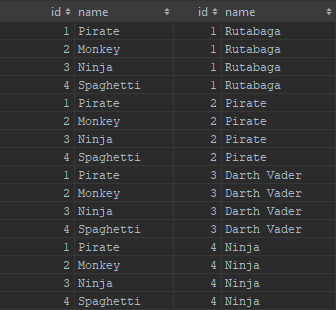 id name id name
1 Pirate 1 Rutabaga
2 Monkey 1 Rutabaga
3 Ninja 1 Rutabaga
4 Spaghetti 1 Rutabaga
1 Pirate 2 Pirate
2 Monkey 2 Pirate
3 Ninja 2 Pirate
4 Spaghetti 2 Pirate
1 Pirate 3 Darth Vader
2 Monkey 3 Darth Vader
3 Ninja 3 Darth Vader
4 Spaghetti 3 Darth Vader
1 Pirate 4 Ninja
2 Monkey 4 Ninja
3 Ninja 4 Ninja
4 Spaghetti 4 Ninja